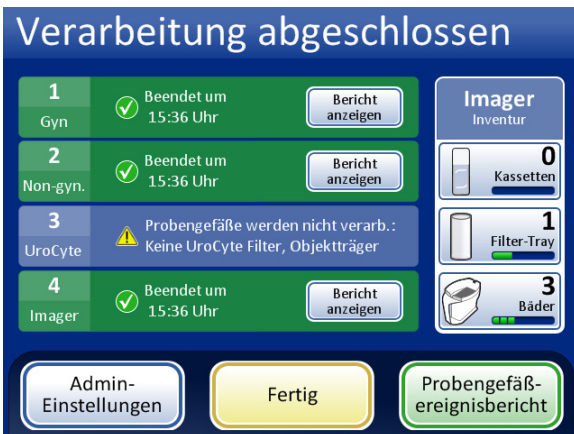 Verarbeitung abgeschlossen
1
Gyn
Beendet um
15:36 Uhr
Bericht
anzeigen
2
Non-gyn.
Beendet um
15:36 Uhr
Bericht
anzeigen
3
UroCyte
Probengefäße werden nicht verarb.:
Keine UroCyte Filter, Objektträger
4
Imager
Beendet um
15:36 Uhr
Bericht
anzeigen
Imager
Inventur
0
Kassetten
1
Filter-Tray
3
Bäder
Admin-
Einstellungen
Fertig
Probengefäß-
ereignisbericht